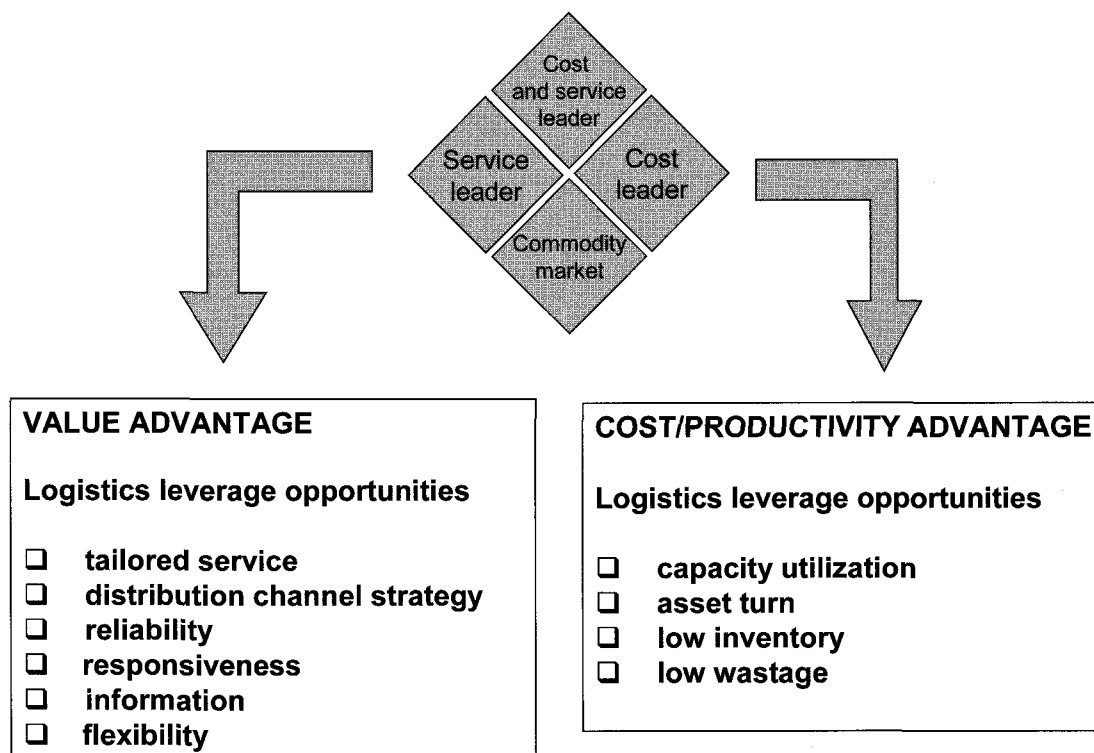 Cost
and service
leader
Service
leader
Cost
leader
Commodity
market
VALUE ADVANTAGE
Logistics leverage opportunities
❑ tailored service
❑ distribution channel strategy
❑ reliability
❑ responsiveness
❑ information
❑ flexibility
COST/PRODUCTIVITY ADVANTAGE
Logistics leverage opportunities
❑ capacity utilization
❑ asset turn
❑ low inventory
❑ low wastage